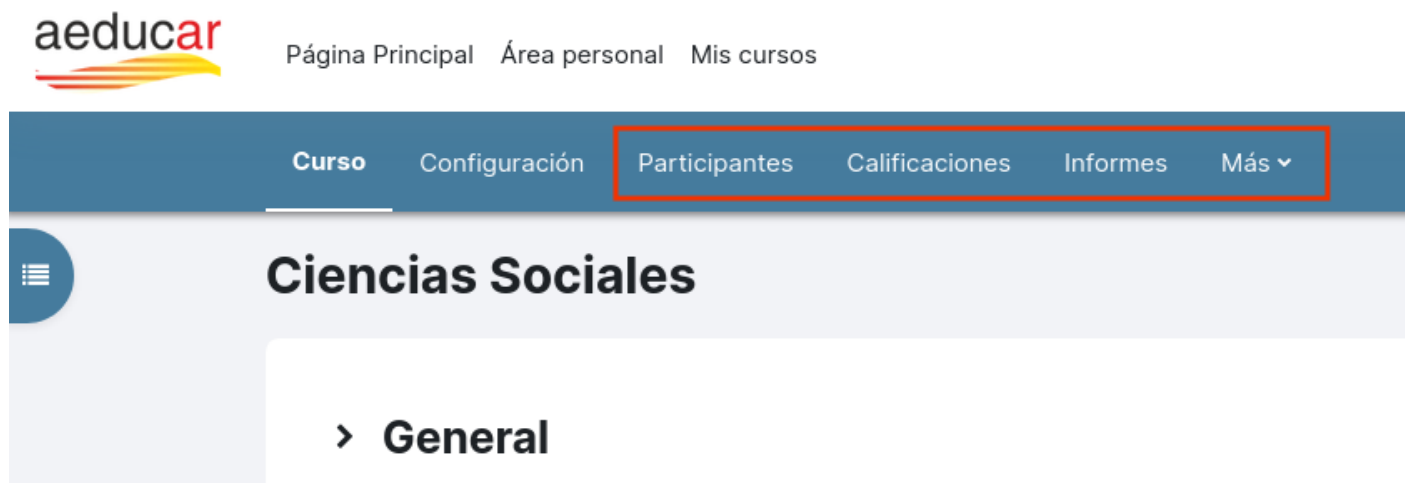 aeducar
Página Principal Área personal Mis cursos
Curso Configuración Participantes Calificaciones Informes Más
Ciencias Sociales
General